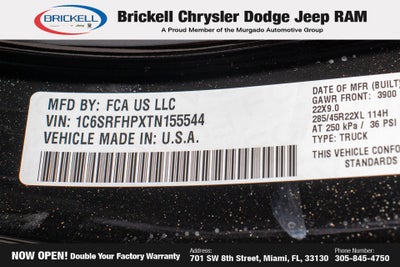 BRICKELL
Brickell Chrysler Dodge Jeep RAM
A Proud Member of the Murgado Automotive Group
MFD BY: FCA US LLC
VIN: 1C6SRFHPXTN155544
VEHICLE MADE IN: U.S.A.
DATE OF MFR (BUILT)
GAWR FRONT: 3900
22X9.0
285/45R22XL 114H
AT 250 kPa / 36 PSI
TYPE: TRUCK
THIS VEHICLE CONFO
STANDARDS
NOW OPEN! Double Your Factory Warranty
Address:
701 SW 8th Street, Miami, FL, 33130
Phone:
305-845-4750